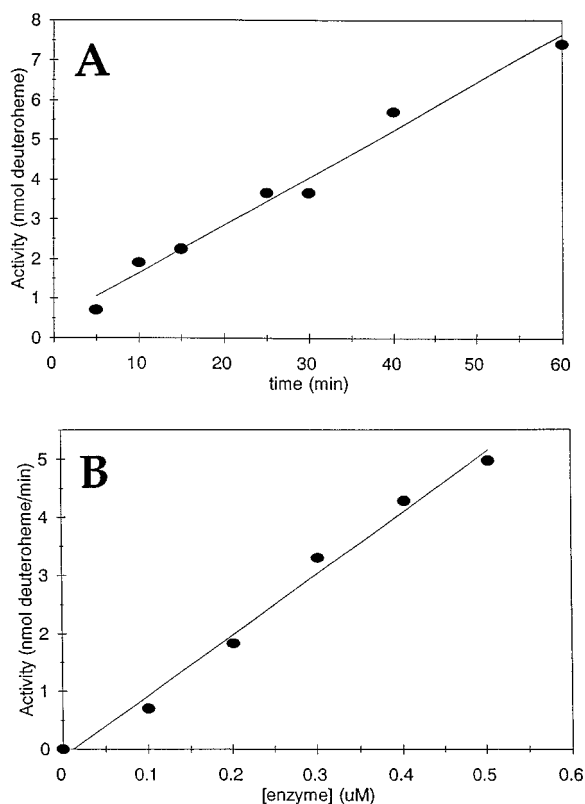 A
Activity (nmol deuteroheme)
8
7
6
5
4
3
2
1
0
0 10 20 30 40 50 60
time (min)
B
Activity (nmol deuteroheme/min)
5
4
3
2
1
0
0 0.1 0.2 0.3 0.4 0.5 0.6
[enzyme] (uM)